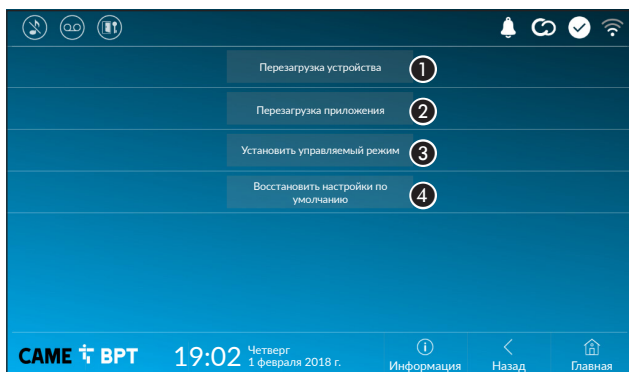 Перезагрузка устройства
1
Перезагрузка приложения
2
Установить управляемый режим
3
Восстановить настройки по
умолчанию
4
CAME BPT
19:02
Четверг
1 февраля 2018 г.
Информация
Назад
Главная